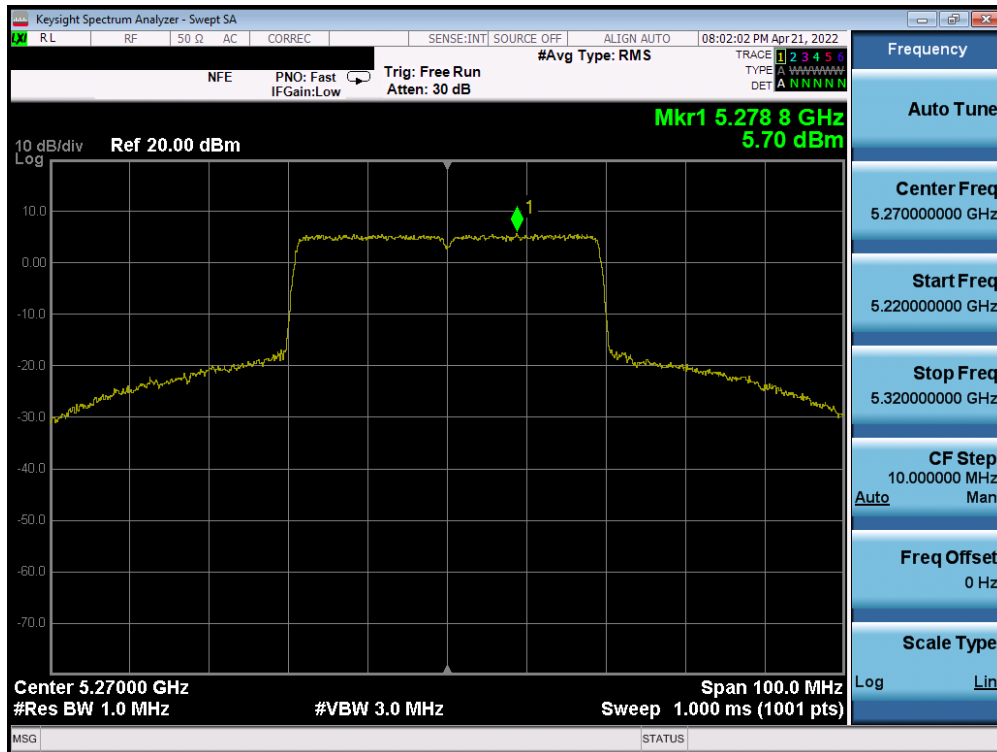 Keysight Spectrum Analyzer - Swept SA
LXI RL RF 50 Ω AC CORREC SENSE:INT SOURCE OFF ALIGN AUTO 08:02:02 PM Apr 21, 2022
#Avg Type: RMS
TRACE 1 2 3 4 5 6
TYPE A WWWWW
DET A N N N N N
NFE PNO: Fast Trig: Free Run
IFGain:Low Atten: 30 dB
Mkr1 5.278 8 GHz
5.70 dBm
10 dB/div Ref 20.00 dBm
Log
1
10.0
0.00
-10.0
-20.0
-30.0
-40.0
-50.0
-60.0
-70.0
Center 5.27000 GHz Span 100.0 MHz
#Res BW 1.0 MHz #VBW 3.0 MHz Sweep 1.000 ms (1001 pts)
MSG STATUS
Frequency
Auto Tune
Center Freq
5.270000000 GHz
Start Freq
5.220000000 GHz
Stop Freq
5.320000000 GHz
CF Step
10.000000 MHz
Auto Man
Freq Offset
0 Hz
Scale Type
Log Lin